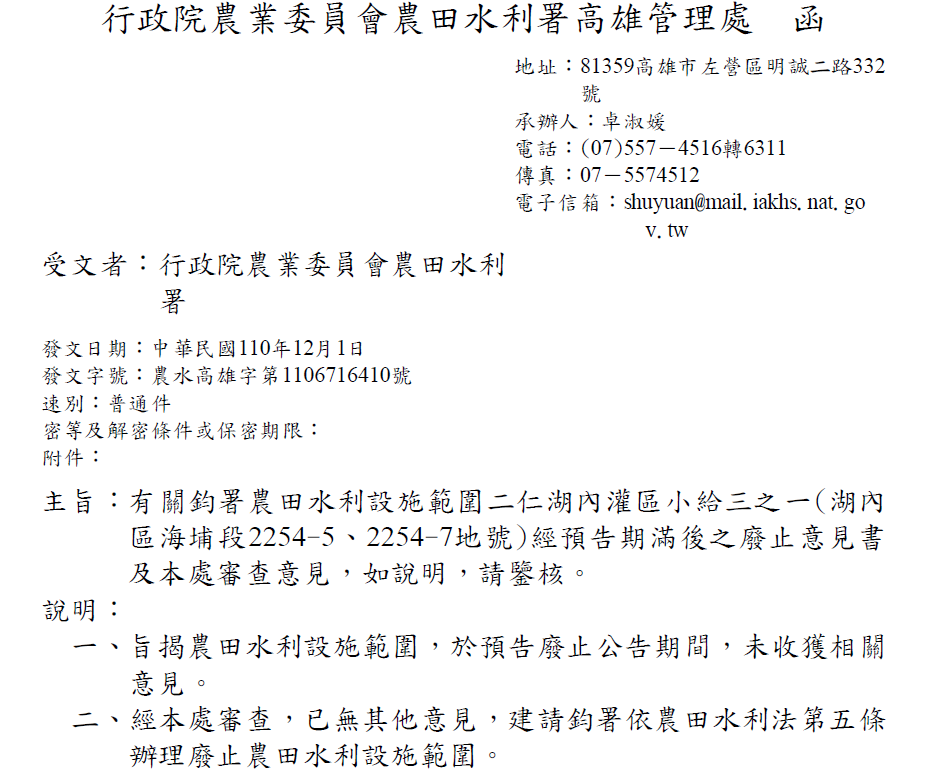 行政院農業委員會農田水利署高雄管理處　函
地址：81359高雄市左營區明誠二路332
號
承辦人：卓淑媛
電話：(07)557－4516轉6311
傳真：07－5574512
電子信箱：shuyuan@mail.iakhs.nat.go
v.tw
受文者：行政院農業委員會農田水利
署
發文日期：中華民國110年12月1日
發文字號：農水高雄字第1106716410號
速別：普通件
密等及解密條件或保密期限：
附件：
主旨：有關鈞署農田水利設施範圍二仁湖內灌區小給三之一(湖內
區海埔段2254-5、2254-7地號)經預告期滿後之廢止意見書
及本處審查意見，如說明，請鑒核。
說明：
一、旨揭農田水利設施範圍，於預告廢止公告期間，未收獲相關
意見。
二、經本處審查，已無其他意見，建請鈞署依農田水利法第五條
辦理廢止農田水利設施範圍。